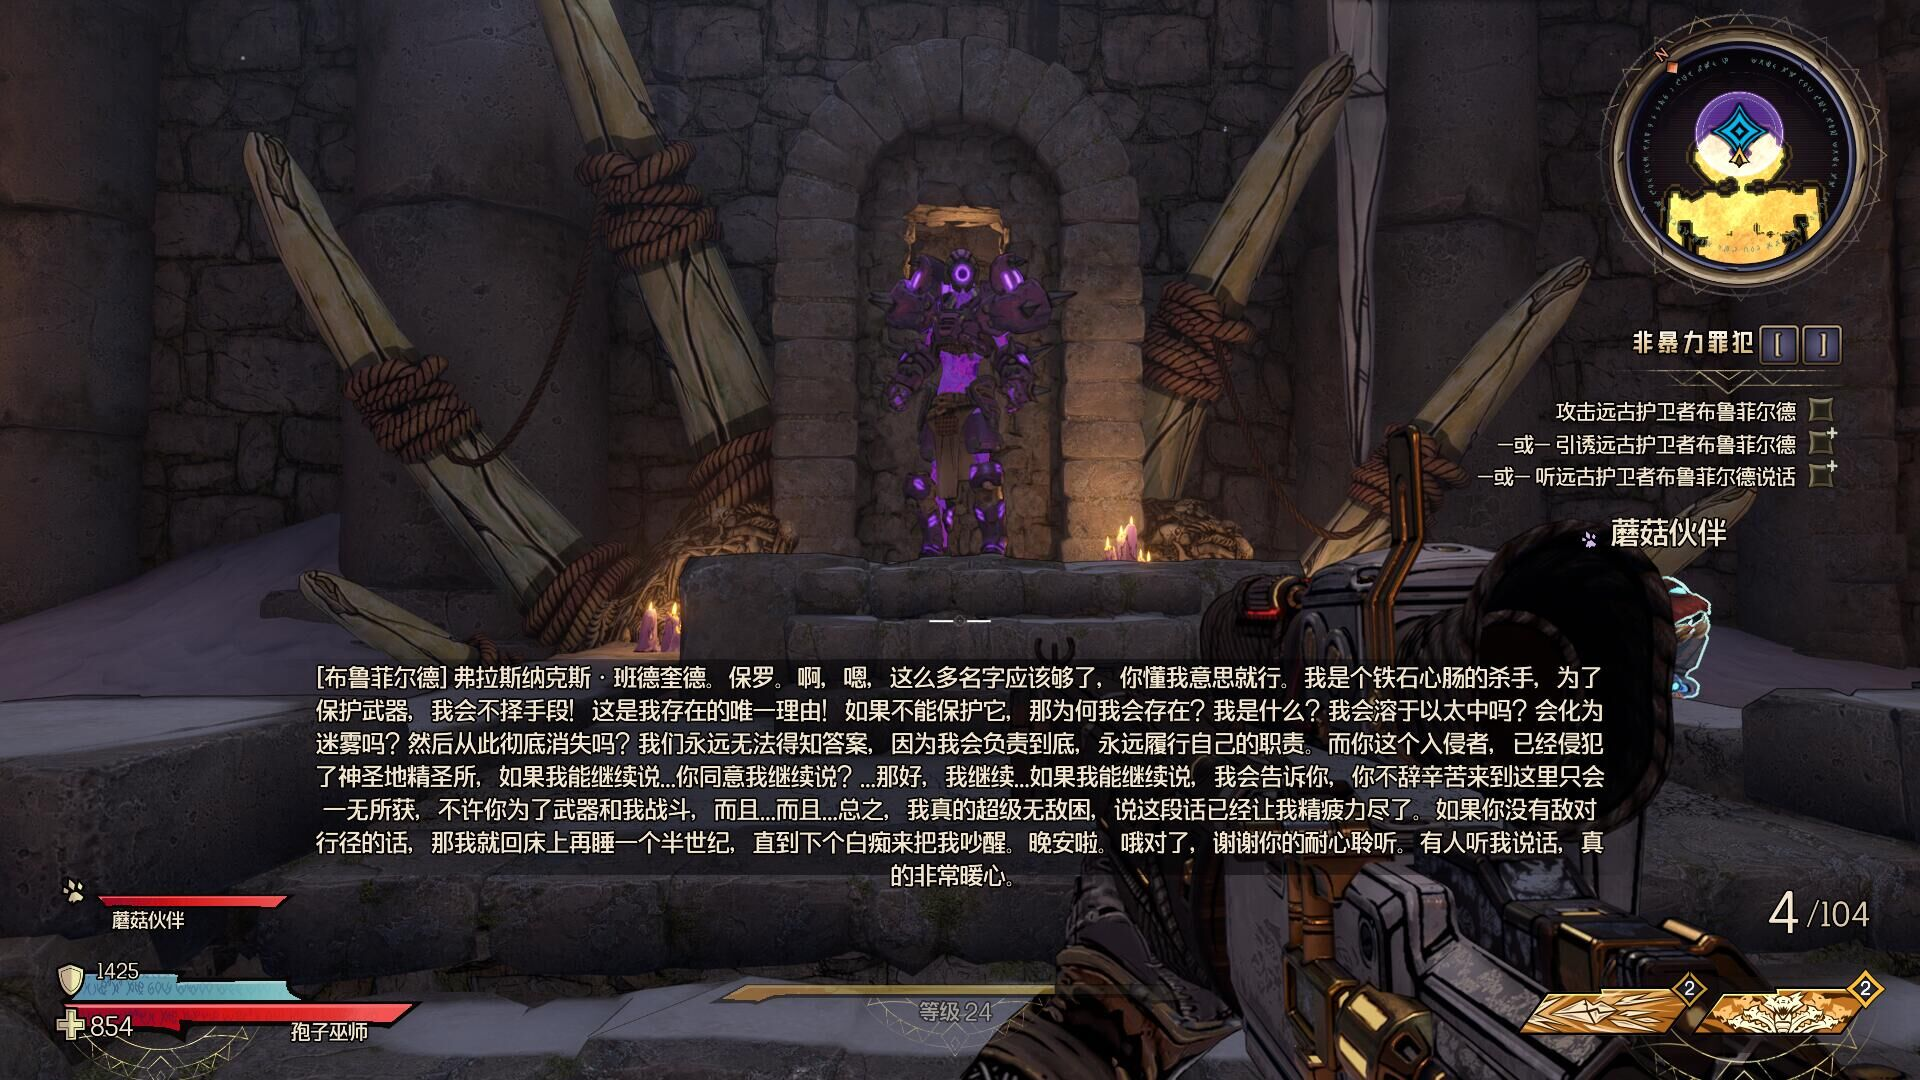 N
非暴力罪犯 [ ]
攻击远古护卫者布鲁菲尔德
—或— 引诱远古护卫者布鲁菲尔德
—或— 听远古护卫者布鲁菲尔德说话
蘑菇伙伴
[布鲁菲尔德] 弗拉斯纳克斯·班德奎德。保罗。啊，嗯，这么多名字应该够了，你懂我意思就行。我是个铁石心肠的杀手，为了
保护武器，我会不择手段！这是我存在的唯一理由！如果不能保护它，那为何我会存在？我是什么？我会溶于以太中吗？会化为
迷雾吗？然后从此彻底消失吗？我们永远无法得知答案，因为我会负责到底，永远履行自己的职责。而你这个入侵者，已经侵犯
了神圣地精圣所，如果我能继续说...你同意我继续说？...那好，我继续...如果我能继续说，我会告诉你，你不辞辛苦来到这里只会
一无所获，不许你为了武器和我战斗，而且...而且...总之，我真的超级无敌困，说这段话已经让我精疲力尽了。如果你没有敌对
行径的话，那我就回床上再睡一个半世纪，直到下个白痴来把我吵醒。晚安啦。哦对了，谢谢你的耐心聆听。有人听我说话，真
的非常暖心。
蘑菇伙伴
4/104
1425
854
孢子巫师
等级 24
2
2